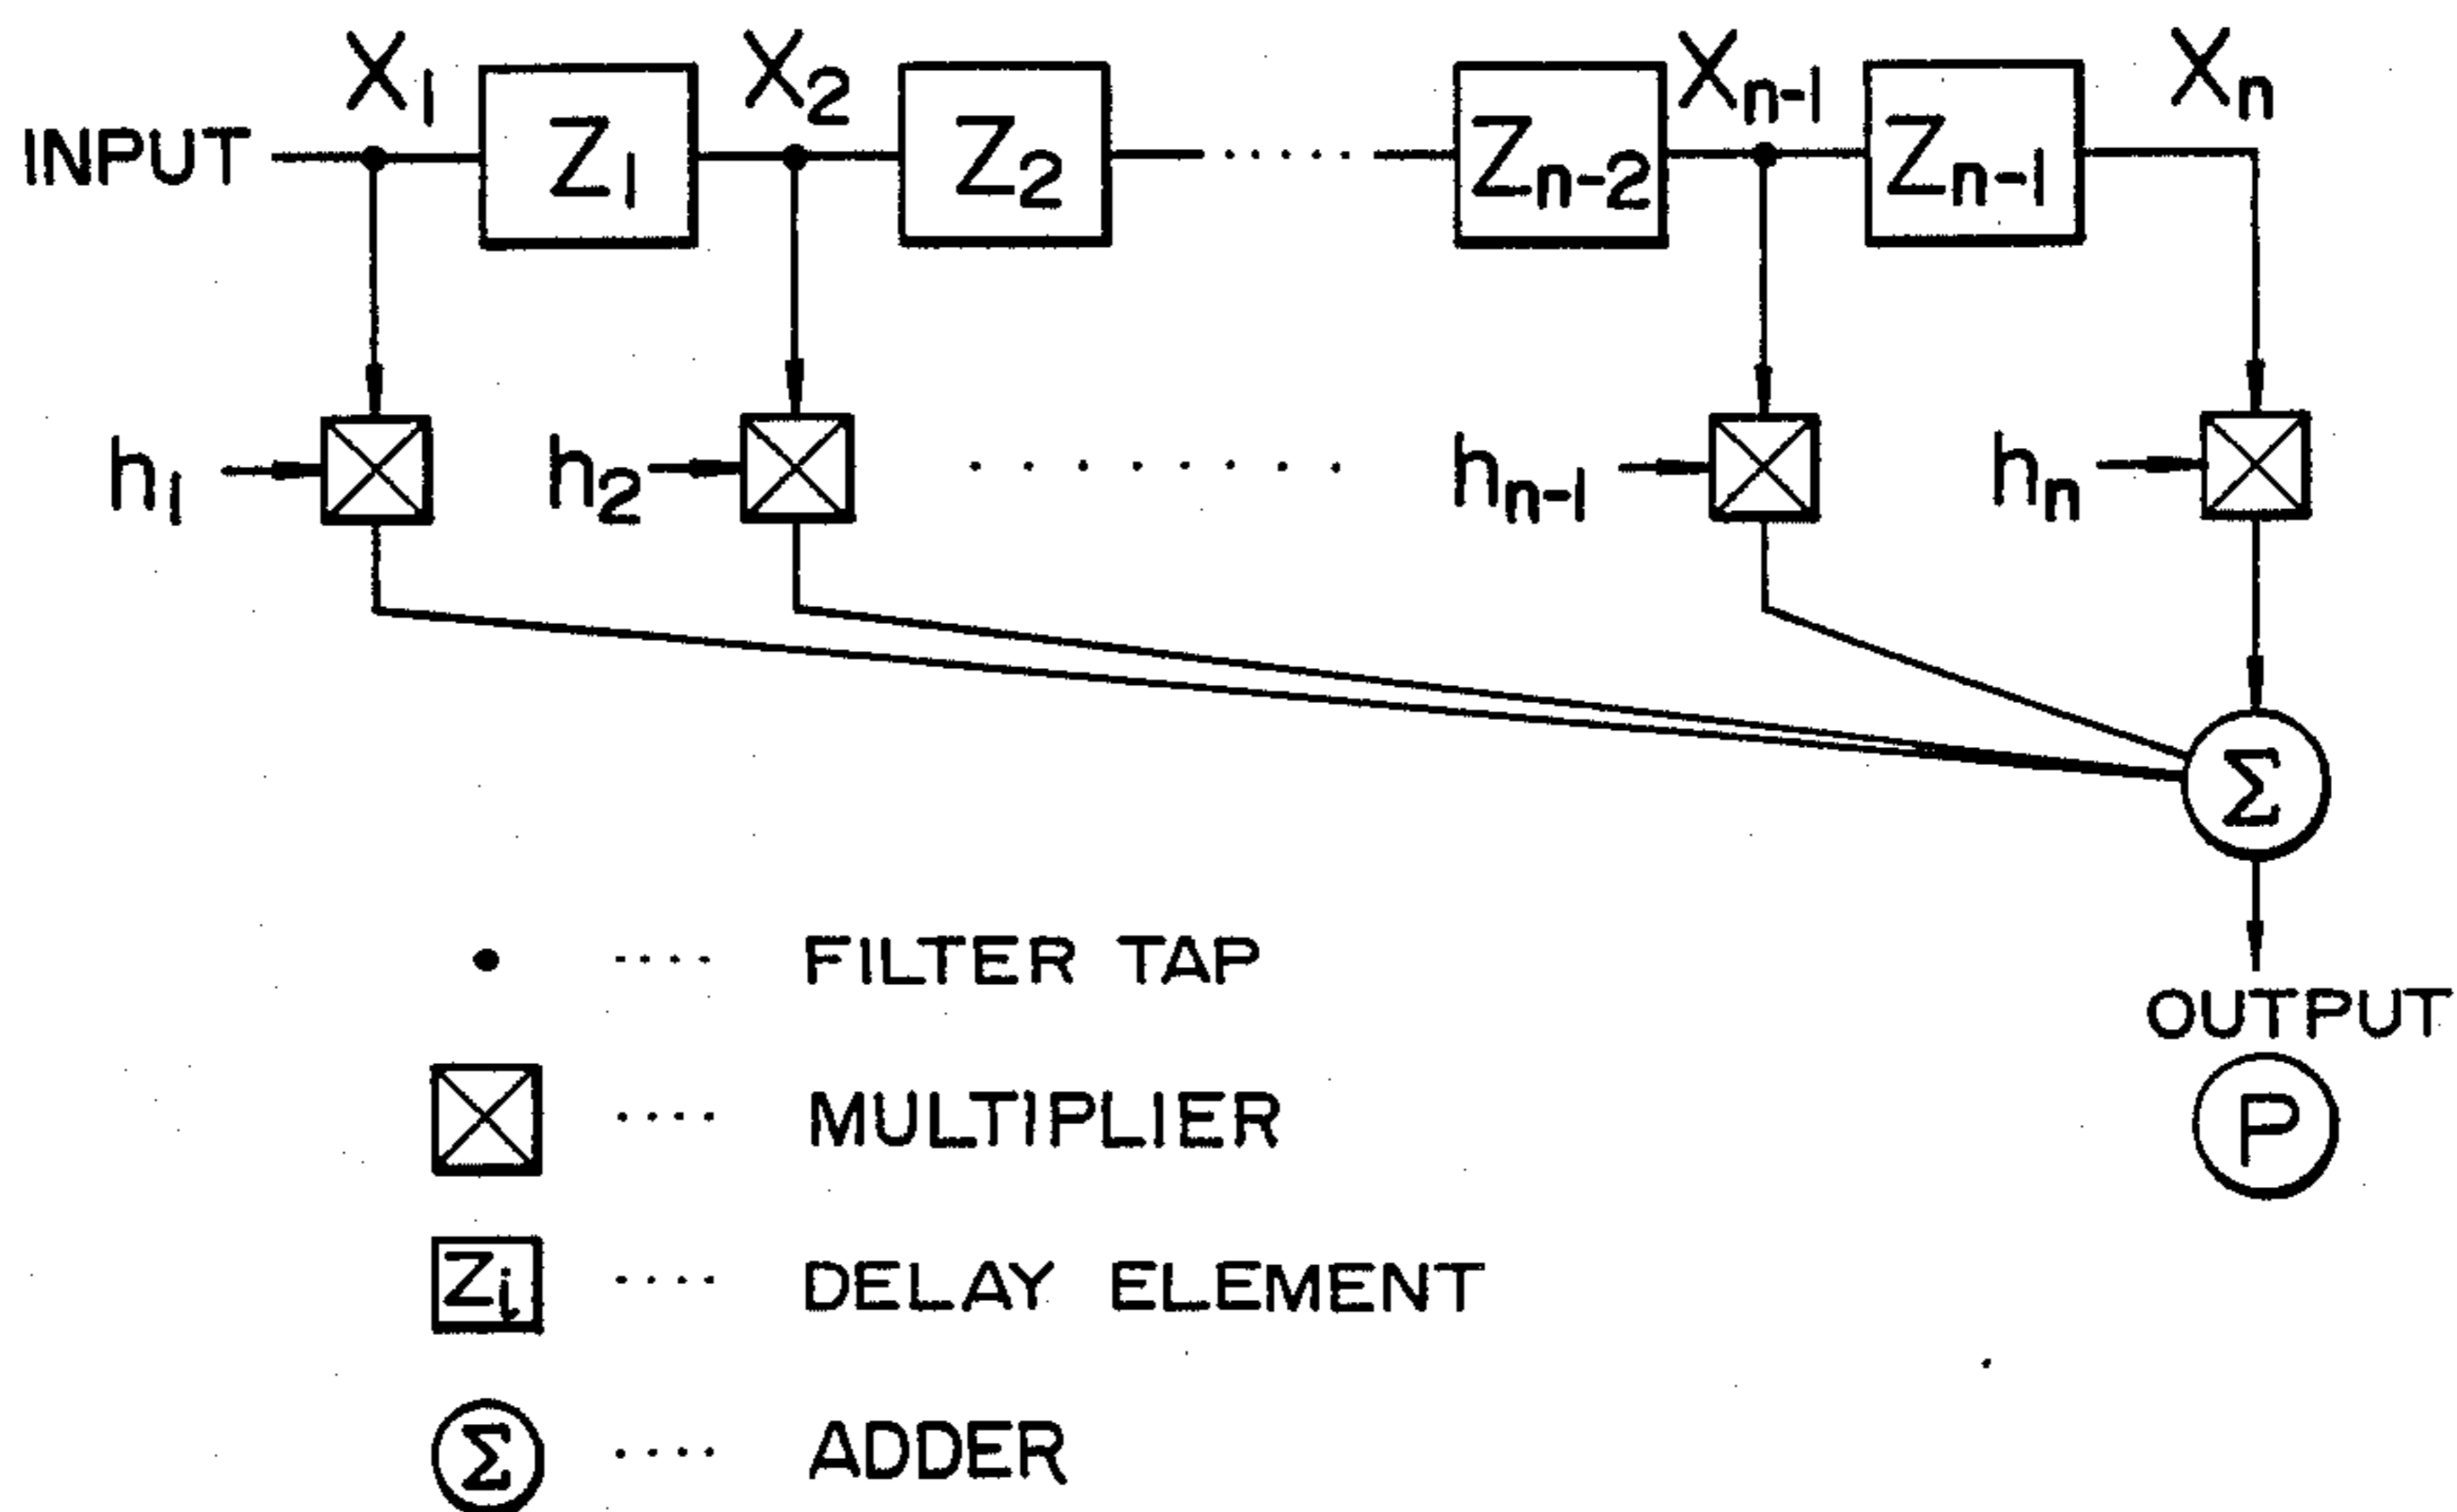 X₁ X₂ Xₙ₋₁ Xₙ
INPUT Z₁ Z₂ Zₙ₋₂ Zₙ₋₁
h₁ h₂ hₙ₋₁ hₙ
Σ
OUTPUT
P
FILTER TAP
MULTIPLIER
Zᵢ DELAY ELEMENT
Σ ADDER